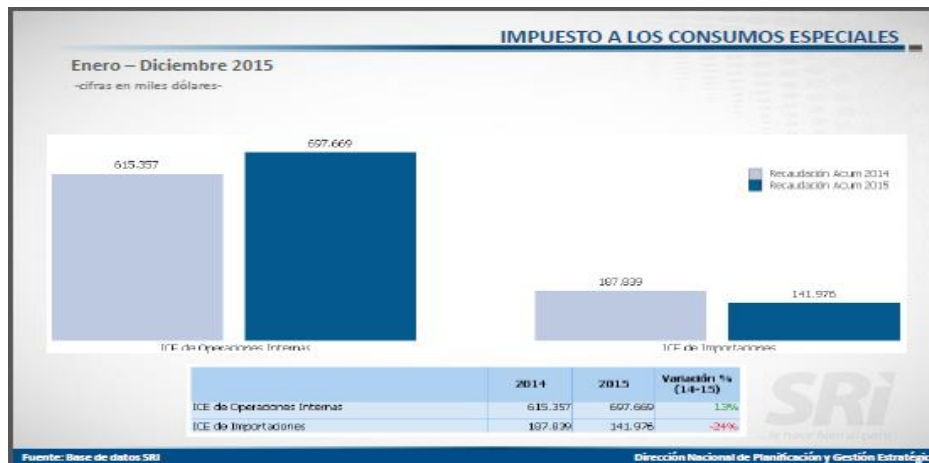 IMPUESTO A LOS CONSUMOS ESPECIALES
Enero – Diciembre 2015
-cifras en miles dólares-
697.669
615.357
Recaudación Acum 2014
Recaudación Acum 2015
187.839
141.976
ICE de Operaciones Internas
ICE de Importaciones
2014 2015 Variación % (14-15)
ICE de Operaciones Internas 615.357 697.669 13%
ICE de Importaciones 187.839 141.976 -24%
SRi
Fuente: Base de datos SRI
Dirección Nacional de Planificación y Gestión Estratégic